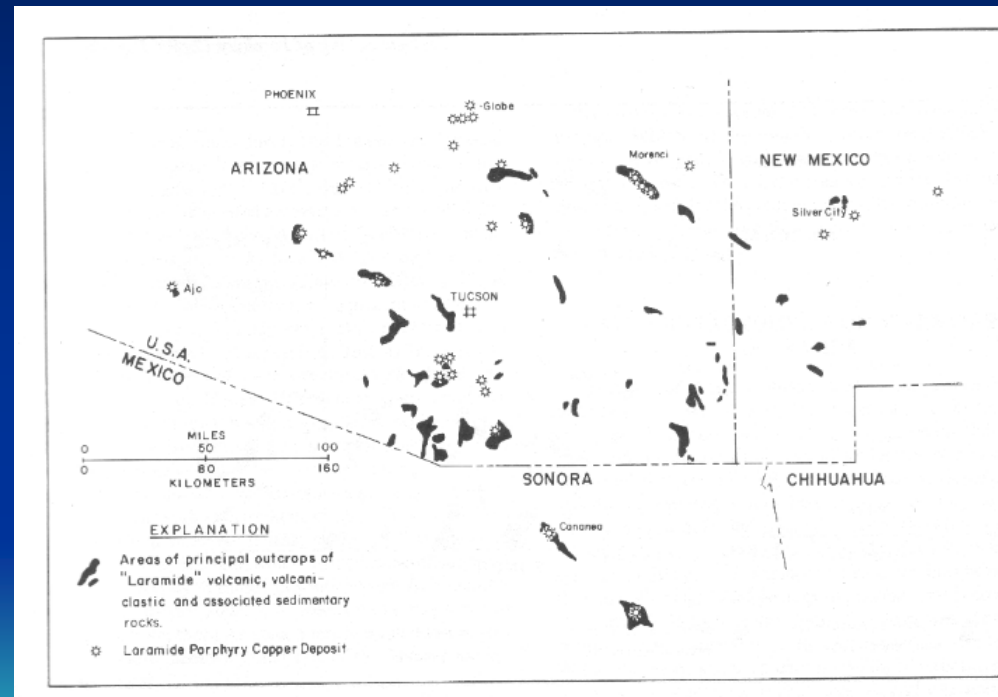 PHOENIX
-Globe
ARIZONA
Morenci
NEW MEXICO
Silver City
Ajo
TUCSON
U.S.A.
MEXICO
MILES
0 50 100
0 80 160
KILOMETERS
SONORA
CHIHUAHUA
Cananea
EXPLANATION
Areas of principal outcrops of
"Laramide" volcanic, volcani-
clastic and associated sedimentary
rocks.
Laramide Porphyry Copper Deposit